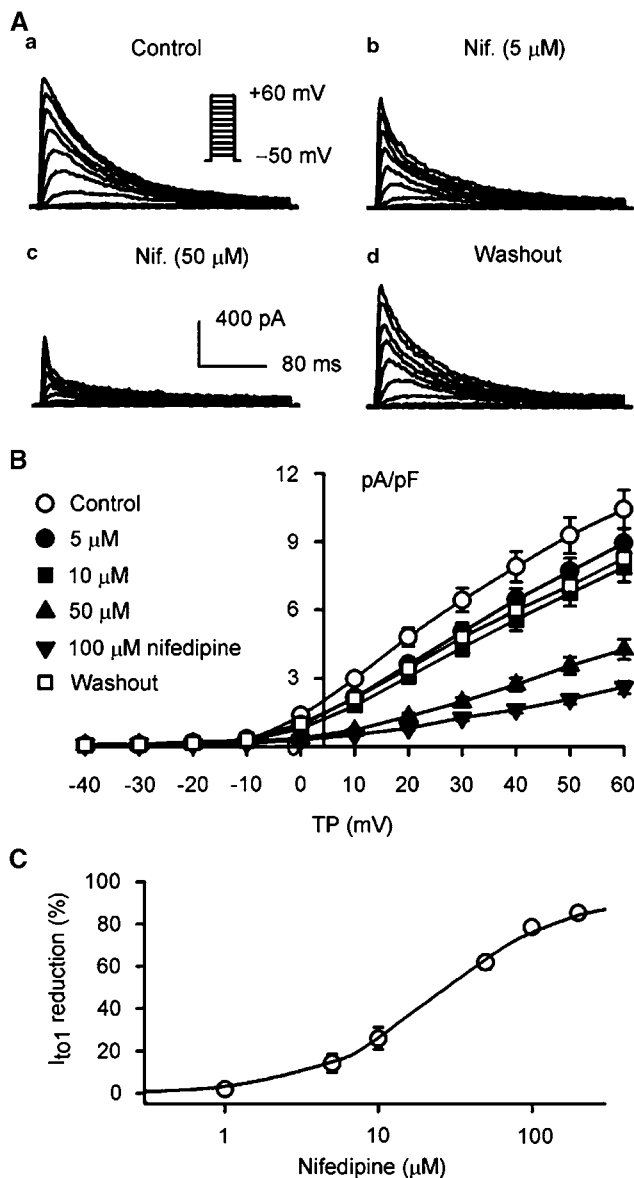 A
a
Control
+60 mV
−50 mV
b
Nif. (5 µM)
c
Nif. (50 µM)
400 pA
80 ms
d
Washout
B
12
9
6
3
0
pA/pF
Control
5 µM
10 µM
50 µM
100 µM nifedipine
Washout
-40 -30 -20 -10 0 10 20 30 40 50 60
TP (mV)
C
Ito1 reduction (%)
100
80
60
40
20
0
1 10 100
Nifedipine (µM)